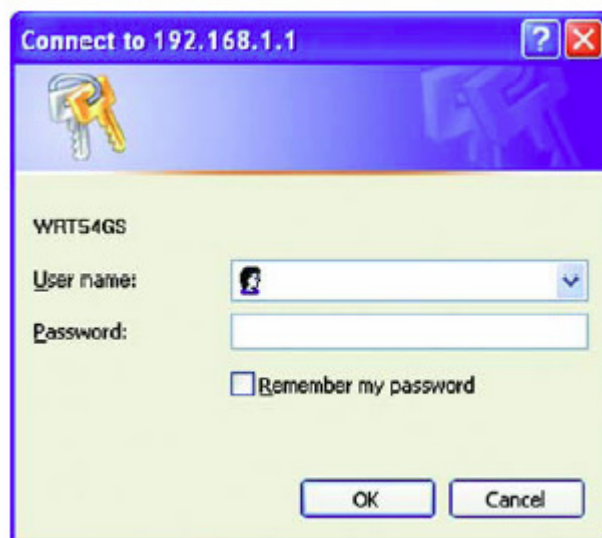 Connect to 192.168.1.1
?
WRT54GS
User name:
Password:
Remember my password
OK
Cancel